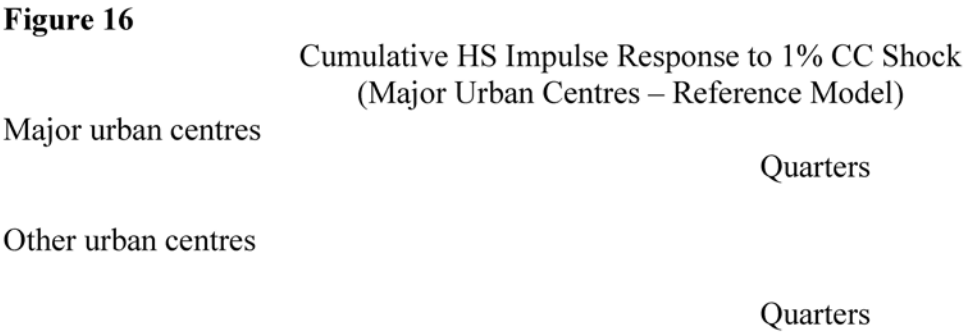 Figure 16
Cumulative HS Impulse Response to 1% CC Shock
(Major Urban Centres – Reference Model)
Major urban centres
Quarters
Other urban centres
Quarters